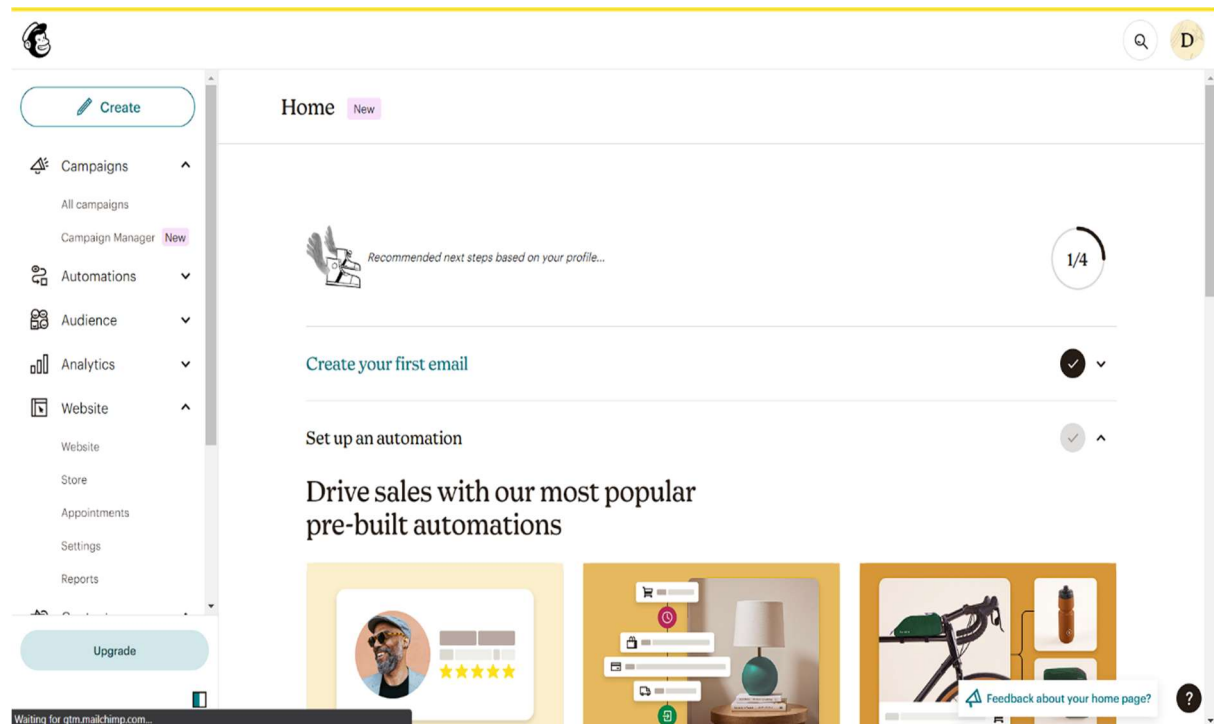 D
Create
Home New
Campaigns
All campaigns
Campaign Manager New
Automations
Audience
Analytics
Website
Website
Store
Appointments
Settings
Reports
Upgrade
Recommended next steps based on your profile...
1/4
Create your first email
Set up an automation
Drive sales with our most popular
pre-built automations
Feedback about your home page?
?
Waiting for gtm.mailchimp.com...